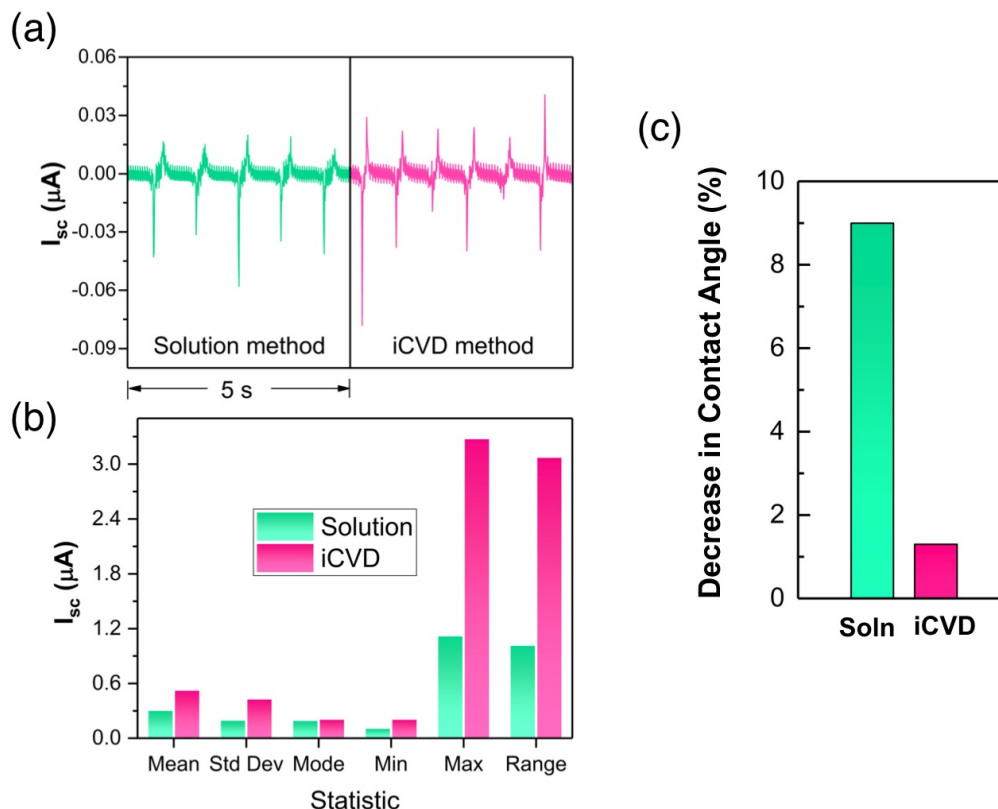 (a)
0.06
0.03
0.00
-0.03
-0.06
-0.09
I_sc (μA)
Solution method
iCVD method
5 s
(b)
3.0
2.4
1.8
1.2
0.6
0.0
I_sc (μA)
Solution
iCVD
Mean Std Dev Mode Min Max Range
Statistic
(c)
10
8
6
4
2
0
Decrease in Contact Angle (%)
Soln iCVD